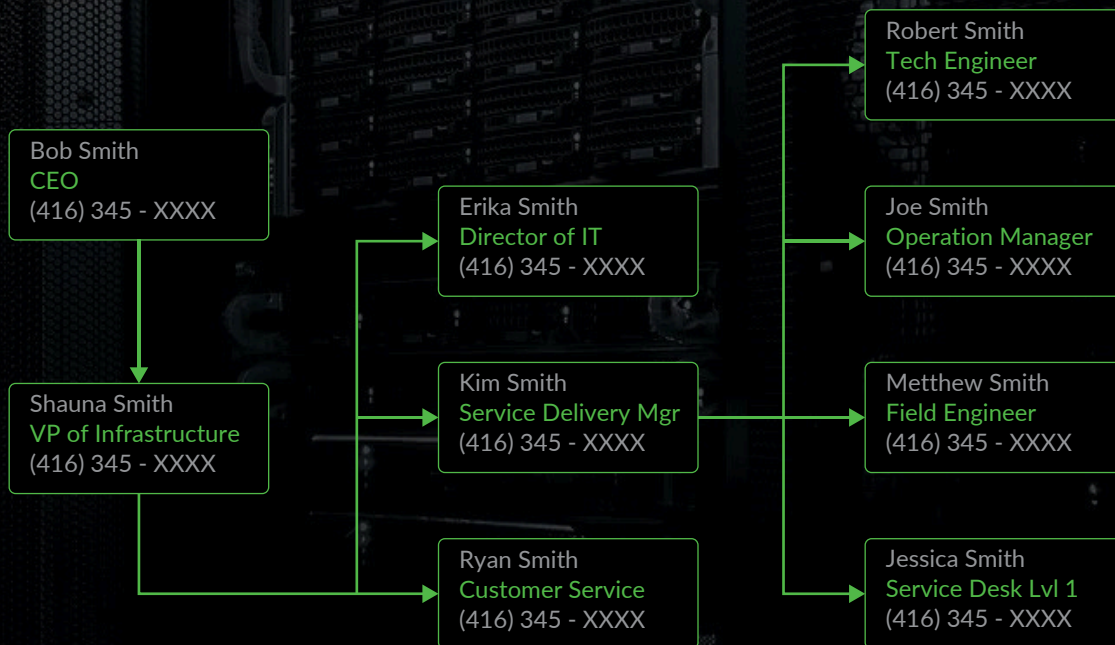 Bob Smith
CEO
(416) 345 - XXXX
Shauna Smith
VP of Infrastructure
(416) 345 - XXXX
Erika Smith
Director of IT
(416) 345 - XXXX
Kim Smith
Service Delivery Mgr
(416) 345 - XXXX
Ryan Smith
Customer Service
(416) 345 - XXXX
Robert Smith
Tech Engineer
(416) 345 - XXXX
Joe Smith
Operation Manager
(416) 345 - XXXX
Metthew Smith
Field Engineer
(416) 345 - XXXX
Jessica Smith
Service Desk Lvl 1
(416) 345 - XXXX